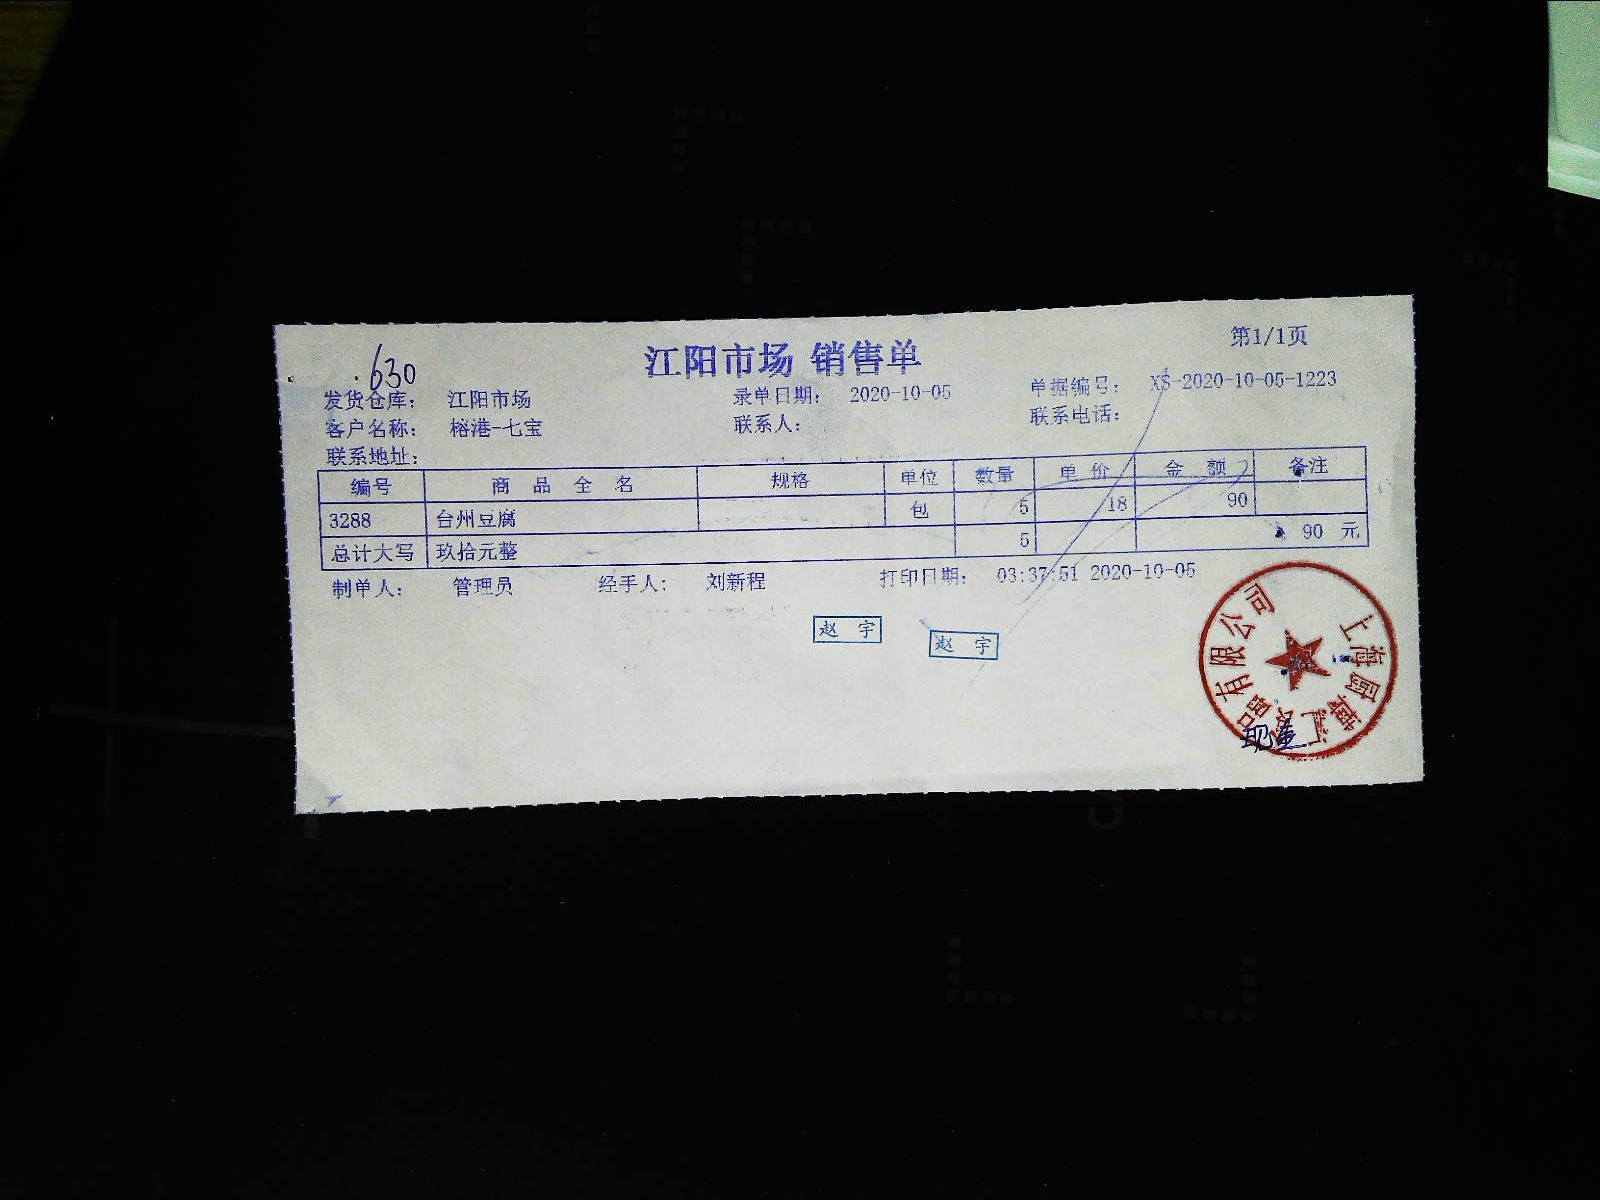 630
江阳市场 销售单
第1/1页
发货仓库： 江阳市场 录单日期： 2020-10-05 单据编号： XS-2020-10-05-1223
客户名称： 榕港-七宝 联系人： 联系电话：
联系地址：
编号 商品全名 规格 单位 数量 单价 金额 备注
3288 台州豆腐 包 5 18 90
总计大写 玖拾元整 5 90 元
制单人： 管理员 经手人： 刘新程 打印日期： 03:37:51 2020-10-05
赵 宇
赵 宇
上海 汇 品有限公司